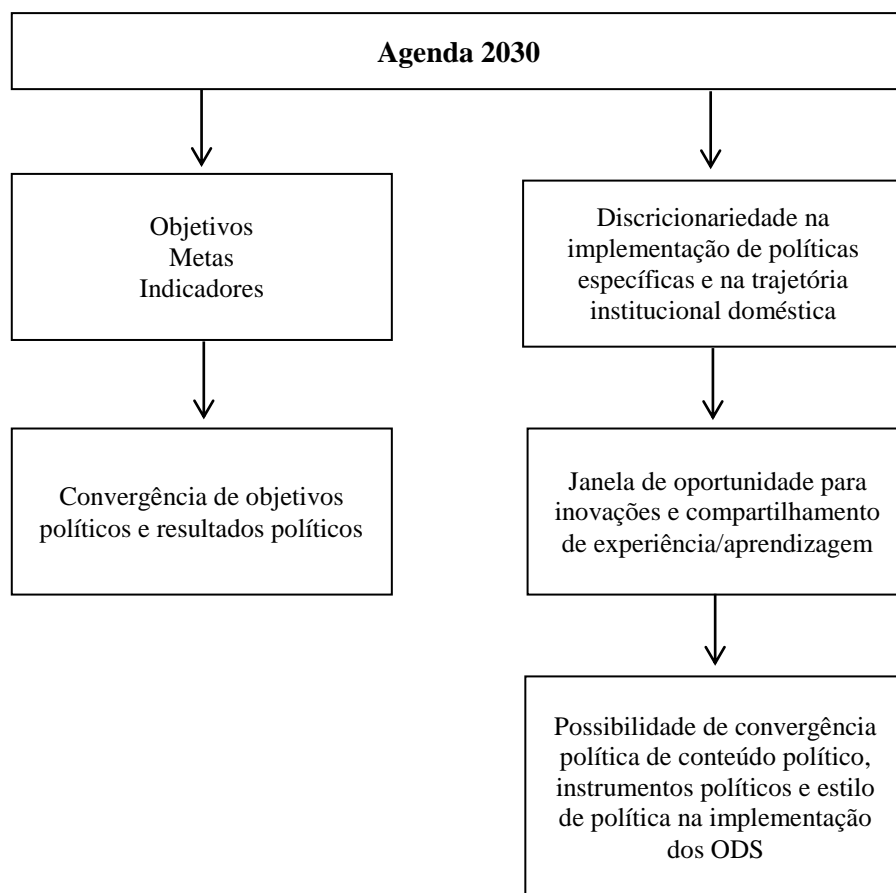 Agenda 2030
Objetivos
Metas
Indicadores
Convergência de objetivos
políticos e resultados políticos
Discricionariedade na
implementação de políticas
específicas e na trajetória
institucional doméstica
Janela de oportunidade para
inovações e compartilhamento
de experiência/aprendizagem
Possibilidade de convergência
política de conteúdo político,
instrumentos políticos e estilo
de política na implementação
dos ODS